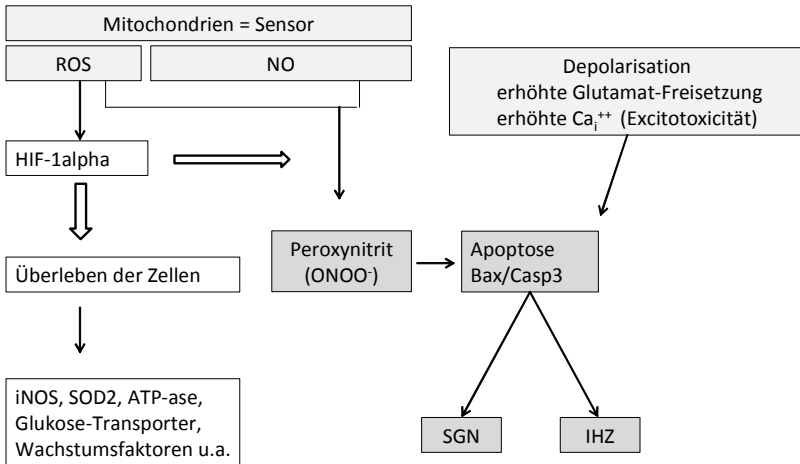 Mitochondrien = Sensor
ROS
NO
Depolarisation
erhöhte Glutamat-Freisetzung
erhöhte Caᵢ⁺⁺ (Excitotoxicität)
HIF-1alpha
Peroxynitrit
(ONOO⁻)
Apoptose
Bax/Casp3
Überleben der Zellen
iNOS, SOD2, ATP-ase,
Glukose-Transporter,
Wachstumsfaktoren u.a.
SGN
IHZ